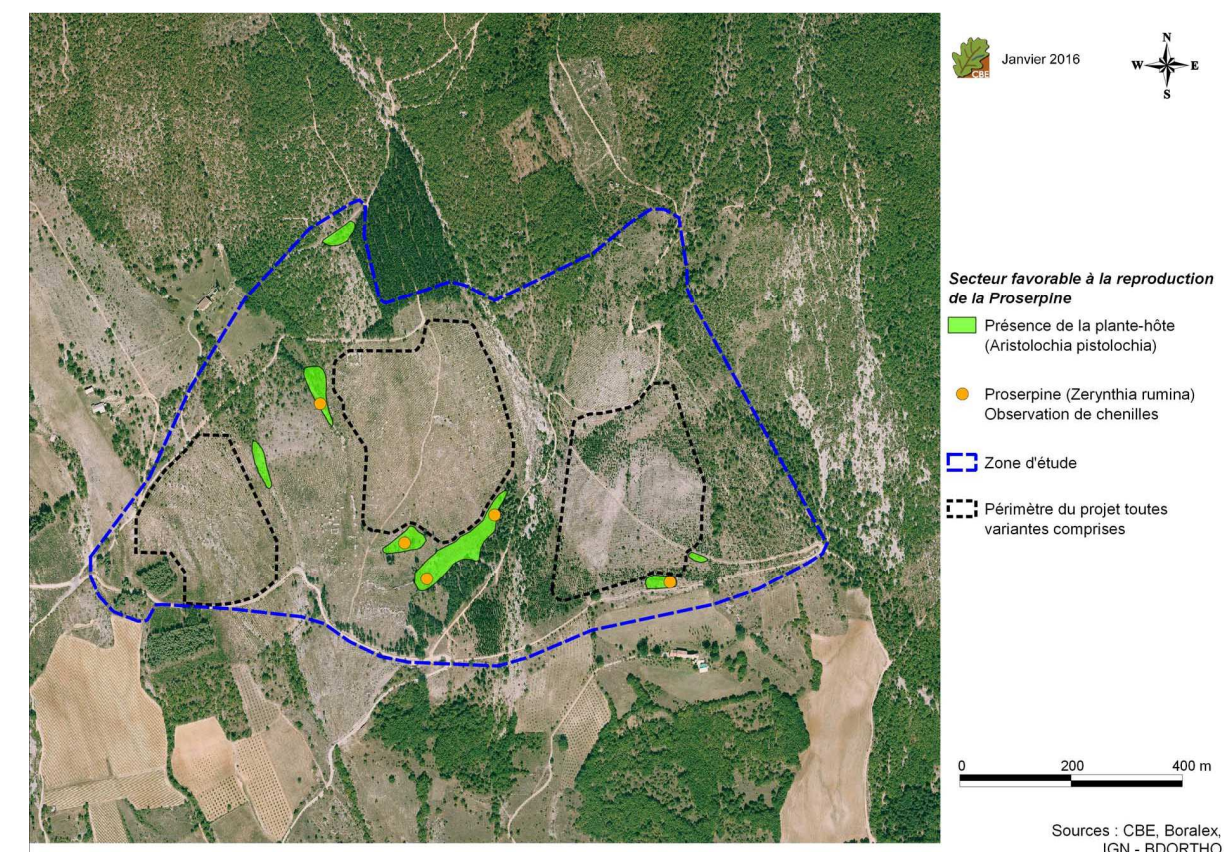 CBE
Janvier 2016
N
W E
S
Secteur favorable à la reproduction
de la Proserpine
Présence de la plante-hôte
(Aristolochia pistolochia)
Proserpine (Zerynthia rumina)
Observation de chenilles
Zone d'étude
Périmètre du projet toutes
variantes comprises
0 200 400 m
Sources : CBE, Boralex,
IGN - BDORTHO